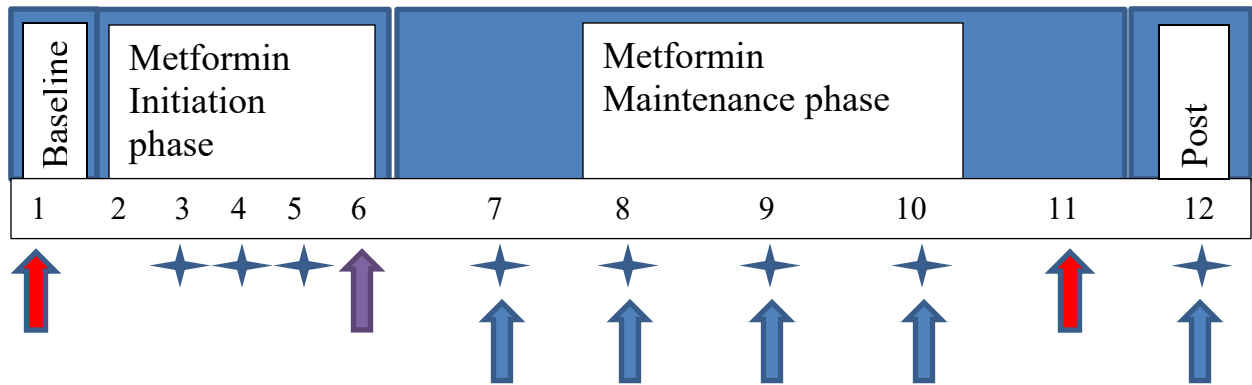 Baseline
Metformin
Initiation
phase
Metformin
Maintenance phase
Post
1 2 3 4 5 6 7 8 9 10 11 12